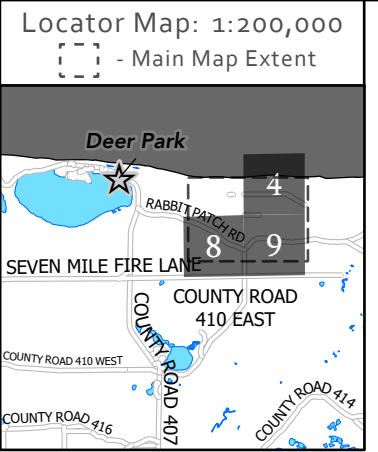 Locator Map: 1:200,000
- Main Map Extent
Deer Park
4
RABBIT PATCH RD
8
9
SEVEN MILE FIRE LANE
COUNTY ROAD
410 EAST
COUNTY ROAD 407
COUNTY ROAD 410 WEST
COUNTY ROAD 414
COUNTY ROAD 416